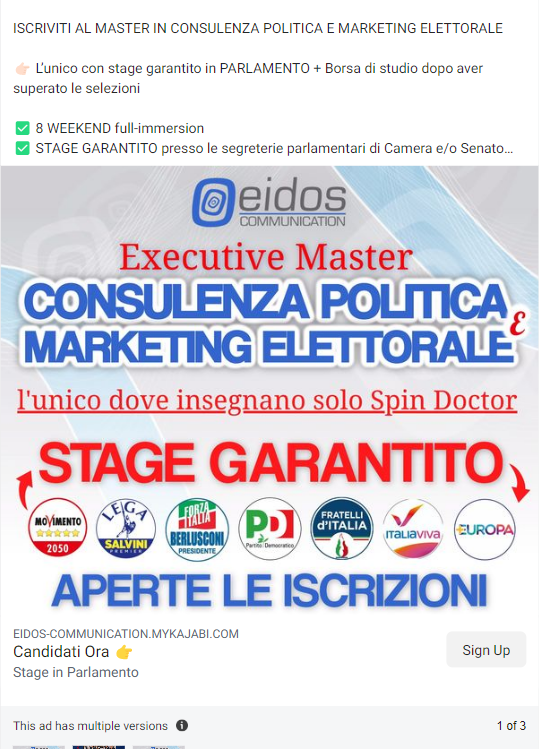 ISCRIVITI AL MASTER IN CONSULENZA POLITICA E MARKETING ELETTORALE
👉🏻 L'unico con stage garantito in PARLAMENTO + Borsa di studio dopo aver
superato le selezioni
✅ 8 WEEKEND full-immersion
✅ STAGE GARANTITO presso le segreterie parlamentari di Camera e/o Senato...
eidos
COMMUNICATION
Executive Master
CONSULENZA POLITICA E
MARKETING ELETTORALE
l'unico dove insegnano solo Spin Doctor
STAGE GARANTITO
MOVIMENTO
2050
LEGA
SALVINI
PREMIER
FORZA
ITALIA
BERLUSCONI
PRESIDENTE
PD
Partito Democratico
FRATELLI
d'ITALIA
ITALIAVIVA
+EUROPA
APERTE LE ISCRIZIONI
EIDOS-COMMUNICATION.MYKAJABI.COM
Candidati Ora 👉
Stage in Parlamento
Sign Up
This ad has multiple versions
1 of 3